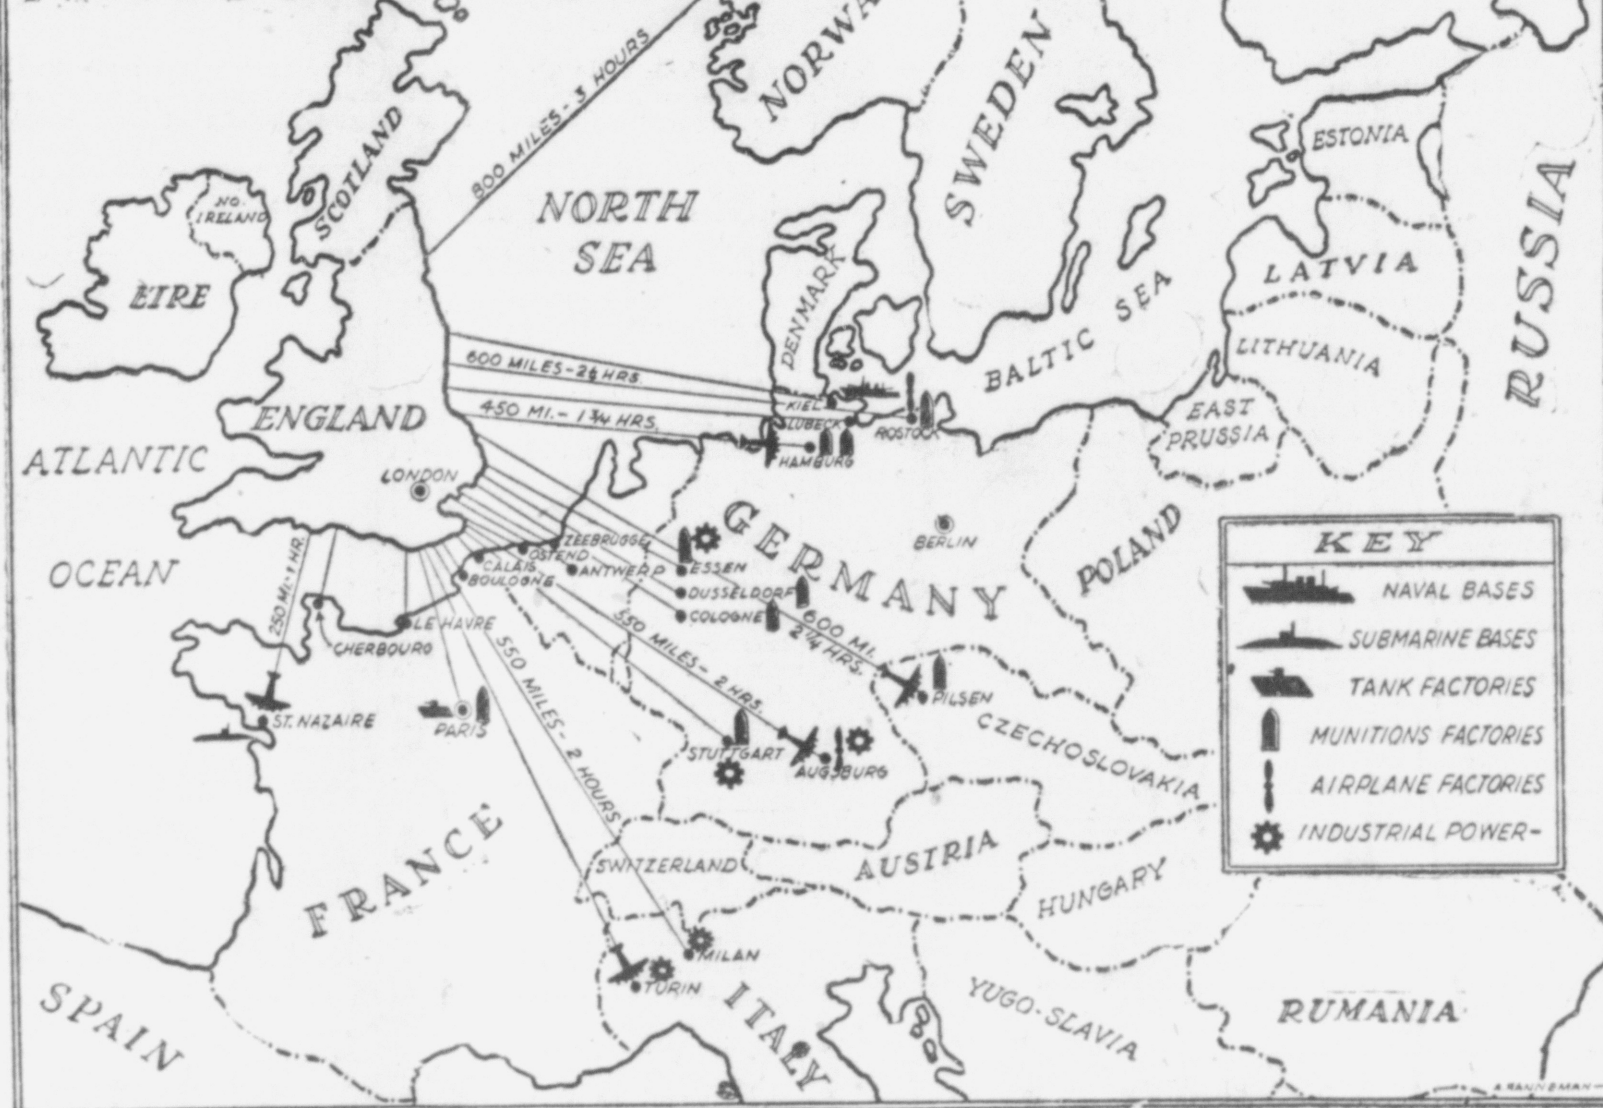 NORWA
SWEDEN
800 MILES - 3 HOURS
SCOTLAND
NO.
IRELAND
EIRE
NORTH
SEA
DENMARK
ESTONIA
RUSSIA
LATVIA
LITHUANIA
BALTIC SEA
EAST
PRUSSIA
600 MILES - 2¼ HRS.
450 MI. - 1¾ HRS.
KIEL
LUBECK
ROSTOCK
HAMBURG
ENGLAND
LONDON
ATLANTIC
OCEAN
GERMANY
BERLIN
POLAND
ZEEBRUGGE
OSTEND
CALAIS
BOULOGNE
ANTWERP
ESSEN
DUSSELDORF
COLOGNE
250 MI. - 1 HR.
LE HAVRE
CHERBOURG
550 MILES - 2 HRS.
600 MI.
2¼ HRS.
550 MILES - 2 HOURS
PILSEN
ST. NAZAIRE
PARIS
STUTTGART
AUGSBURG
CZECHOSLOVAKIA
KEY
NAVAL BASES
SUBMARINE BASES
TANK FACTORIES
MUNITIONS FACTORIES
AIRPLANE FACTORIES
INDUSTRIAL POWER-
FRANCE
SWITZERLAND
AUSTRIA
HUNGARY
MILAN
TURIN
ITALY
YUGO-SLAVIA
RUMANIA
SPAIN